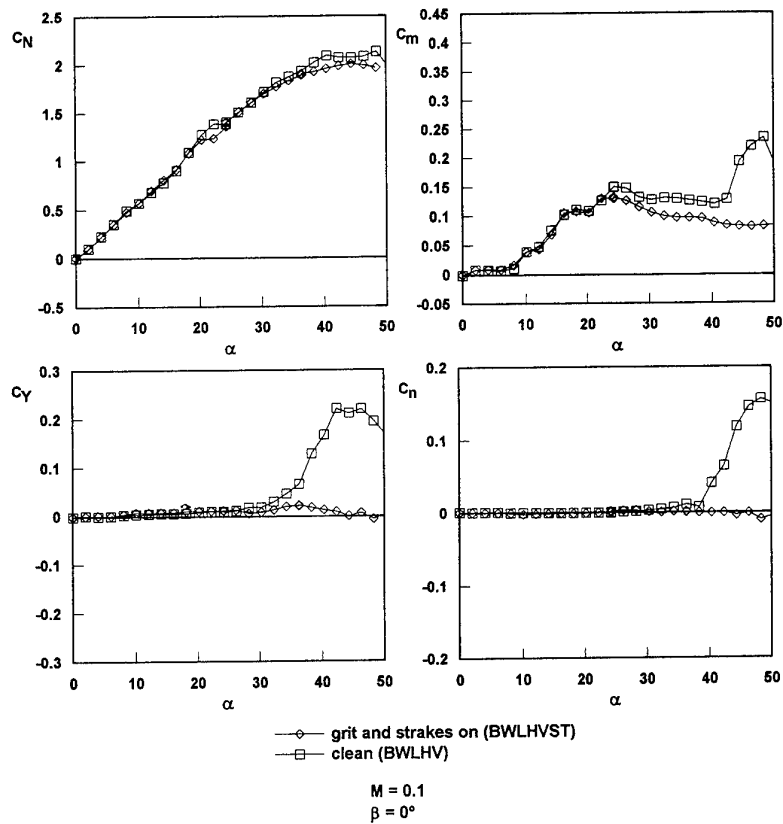 C_N
2.5
2
1.5
1
0.5
0
-0.5
0 10 20 30 40 50
α
C_m
0.45
0.40
0.35
0.30
0.25
0.20
0.15
0.10
0.05
0
-0.05
0 10 20 30 40 50
α
C_Y
0.3
0.2
0.1
0
-0.1
-0.2
-0.3
0 10 20 30 40 50
α
C_n
0.2
0.1
0
-0.1
-0.2
0 10 20 30 40 50
α
grit and strakes on (BWLHVST)
clean (BWLHV)
M = 0.1
β = 0°